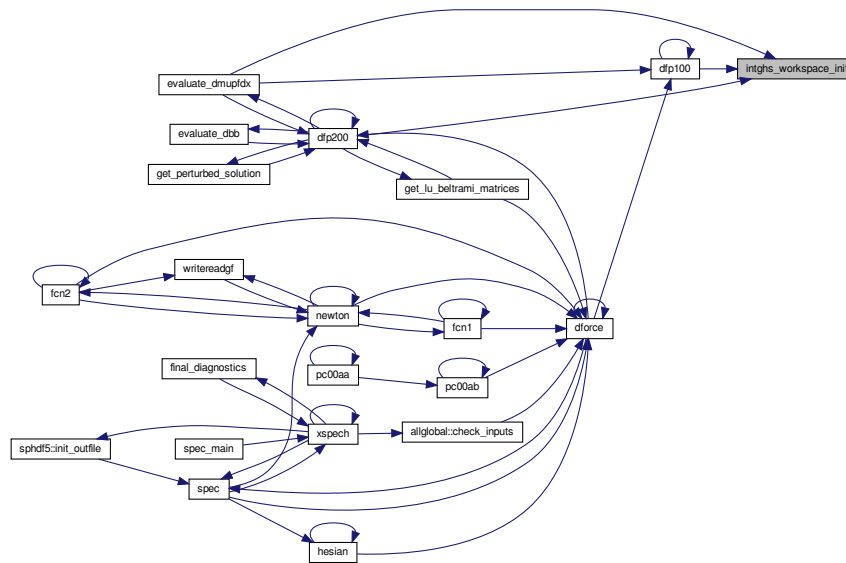 dfp100
intghs_workspace_init
evaluate_dmupfdx
evaluate_dbb
dfp200
get_perturbed_solution
get_lu_beltrami_matrices
writereadgf
fcn2
newton
fcn1
dforce
final_diagnostics
pc00aa
pc00ab
xspech
allglobal::check_inputs
sphdf5::init_outfile
spec_main
spec
hesian